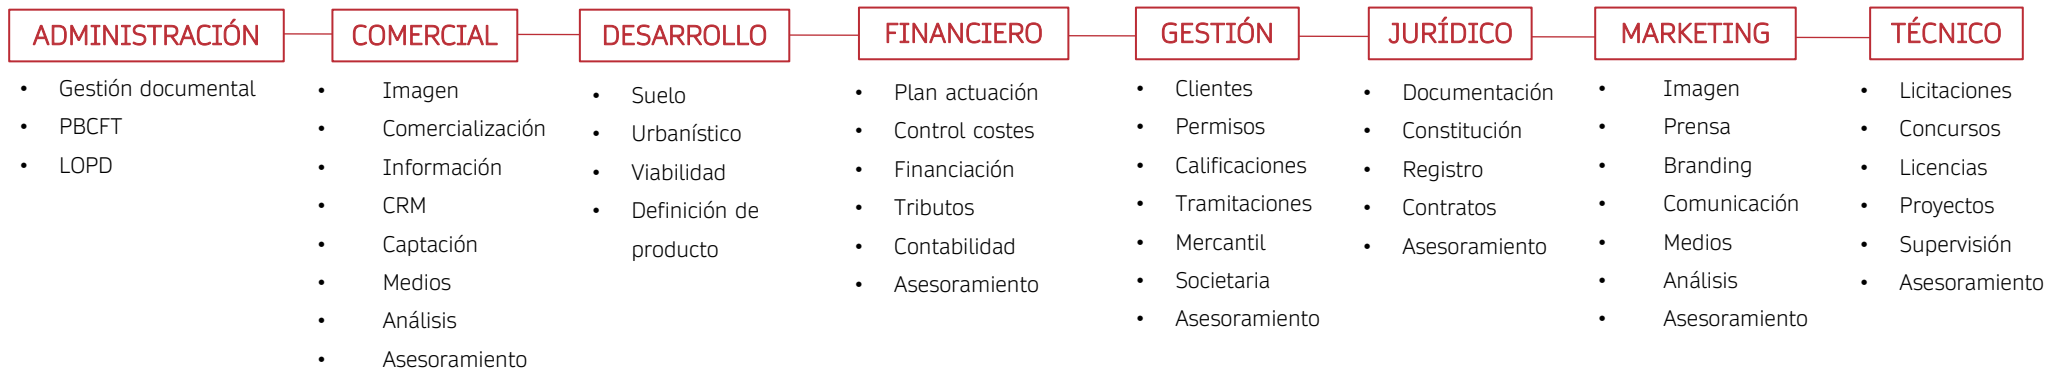 ADMINISTRACIÓN
• Gestión documental
• PBCFT
• LOPD
COMERCIAL
• Imagen
• Comercialización
• Información
• CRM
• Captación
• Medios
• Análisis
• Asesoramiento
DESARROLLO
• Suelo
• Urbanístico
• Viabilidad
• Definición de
producto
FINANCIERO
• Plan actuación
• Control costes
• Financiación
• Tributos
• Contabilidad
• Asesoramiento
GESTIÓN
• Clientes
• Permisos
• Calificaciones
• Tramitaciones
• Mercantil
• Societaria
• Asesoramiento
JURÍDICO
• Documentación
• Constitución
• Registro
• Contratos
• Asesoramiento
MARKETING
• Imagen
• Prensa
• Branding
• Comunicación
• Medios
• Análisis
• Asesoramiento
TÉCNICO
• Licitaciones
• Concursos
• Licencias
• Proyectos
• Supervisión
• Asesoramiento